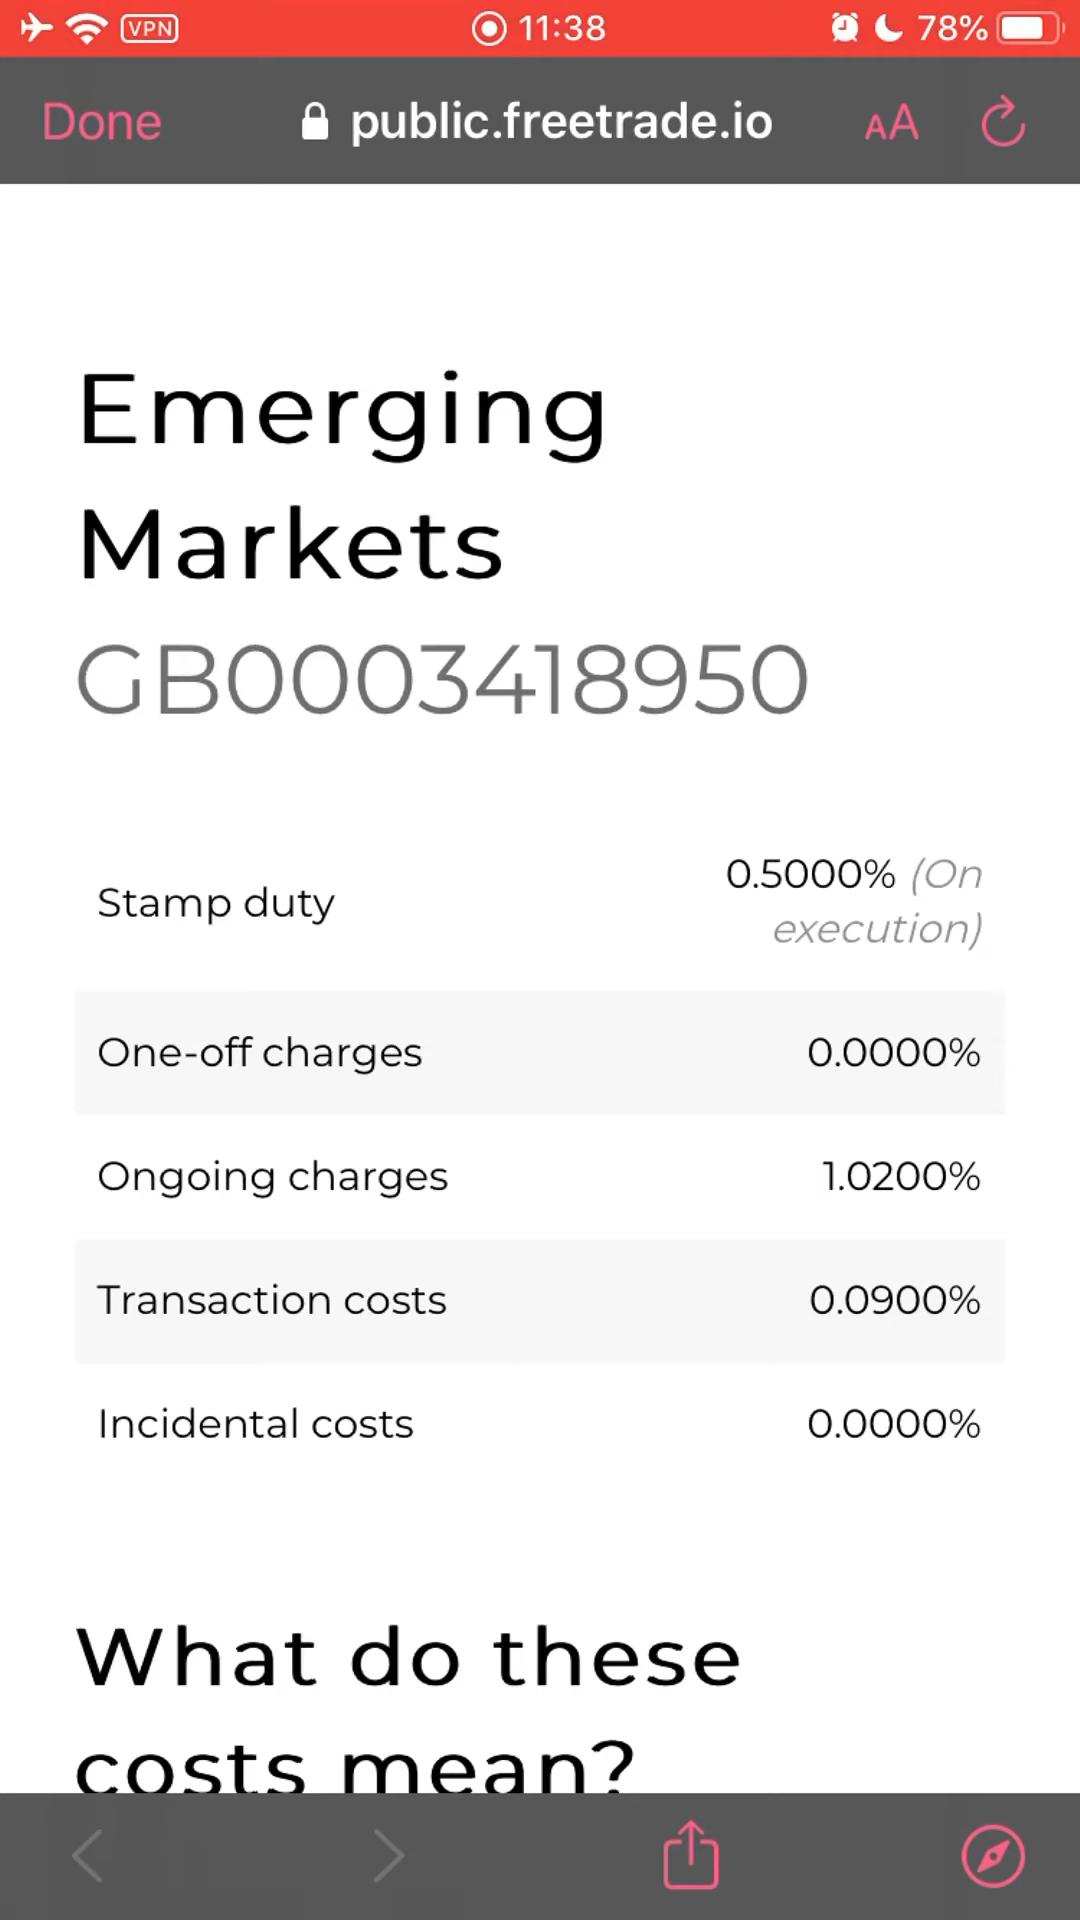 VPN 11:38 78%
Done public.freetrade.io AA
Emerging
Markets
GB0003418950
Stamp duty 0.5000% (On
execution)
One-off charges 0.0000%
Ongoing charges 1.0200%
Transaction costs 0.0900%
Incidental costs 0.0000%
What do these
costs mean?